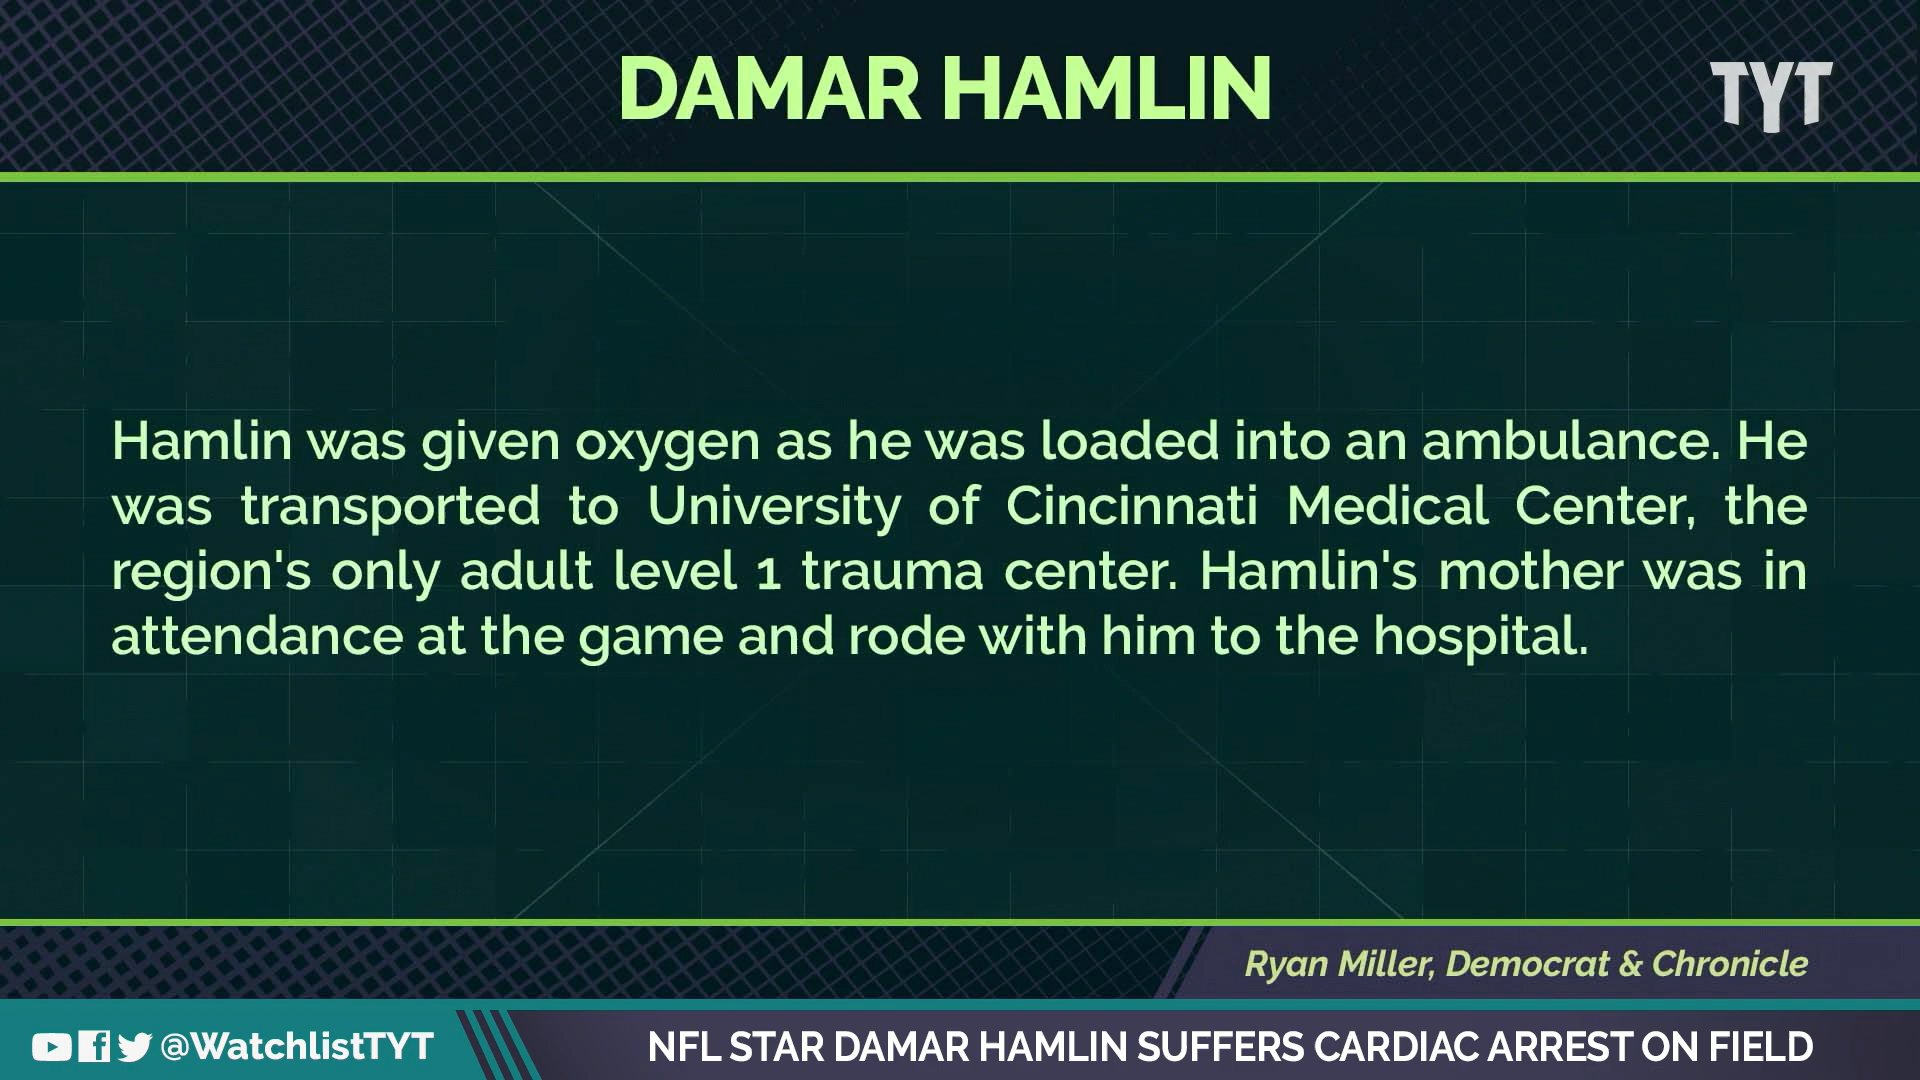 DAMAR HAMLIN
TYT
Hamlin was given oxygen as he was loaded into an ambulance. He
was transported to University of Cincinnati Medical Center, the
region's only adult level 1 trauma center. Hamlin's mother was in
attendance at the game and rode with him to the hospital.
Ryan Miller, Democrat & Chronicle
@WatchlistTYT
NFL STAR DAMAR HAMLIN SUFFERS CARDIAC ARREST ON FIELD